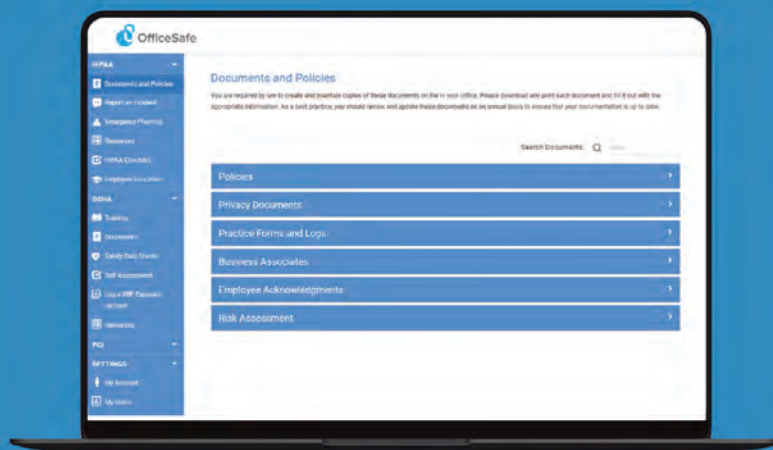 OfficeSafe
HIPAA
Documents and Policies
Report an Incident
Emergency Planning
Resources
HIPAA Checklist
Employee Education
OSHA
Training
Documents
Safety Data Sheets
Self Assessment
Resources
PCI
SETTINGS
My Account
My Users
Documents and Policies
You are required by law to create and maintain copies of these documents on file in your office. Please download and print each document and fill it out with the
appropriate information. As a best practice, you should review and update these documents on an annual basis to ensure that your documentation is up to date.
Search Documents:
Policies
Privacy Documents
Practice Forms and Logs
Business Associates
Employee Acknowledgments
Risk Assessment